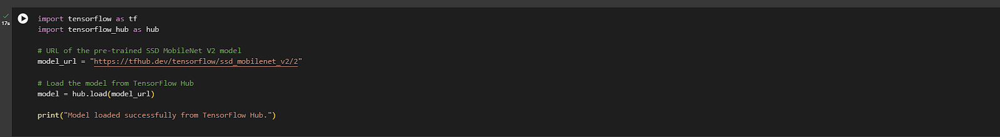 import tensorflow as tf
17s
import tensorflow_hub as hub
# URL of the pre-trained SSD MobileNet V2 model
model_url = "https://tfhub.dev/tensorflow/ssd_mobilenet_v2/2"
# Load the model from TensorFlow Hub
model = hub.load(model_url)
print("Model loaded successfully from TensorFlow Hub.")